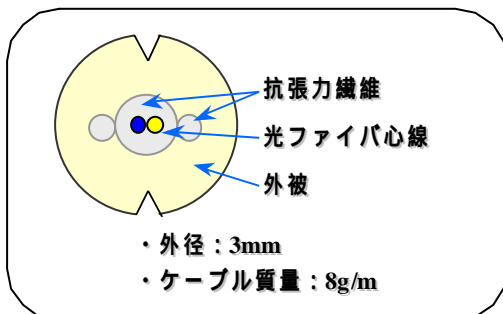 抗張力繊維
光ファイバ心線
外被
・外径：3mm
・ケーブル質量：8g/m